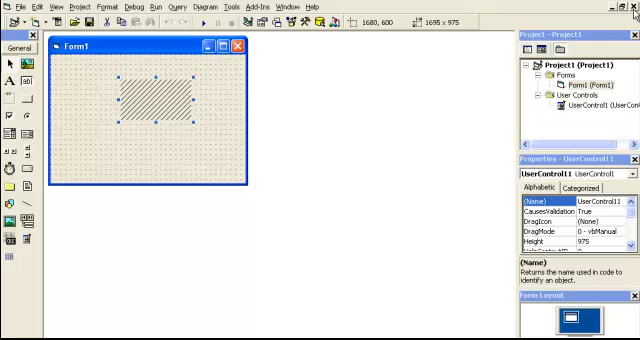 File Edit View Project Format Debug Run Query Diagram Tools Add-Ins Window Help
1680, 600 1695 x 975
General
Form1
Project - Project1
Project1 (Project1)
Forms
Form1 (Form1)
User Controls
UserControl1 (UserCon
Properties - UserControl11
UserControl11 UserControl1
Alphabetic Categorized
(Name) UserControl11
CausesValidation True
DragIcon (None)
DragMode 0 - vbManual
Height 975
(Name)
Returns the name used in code to
identify an object.
Form Layout